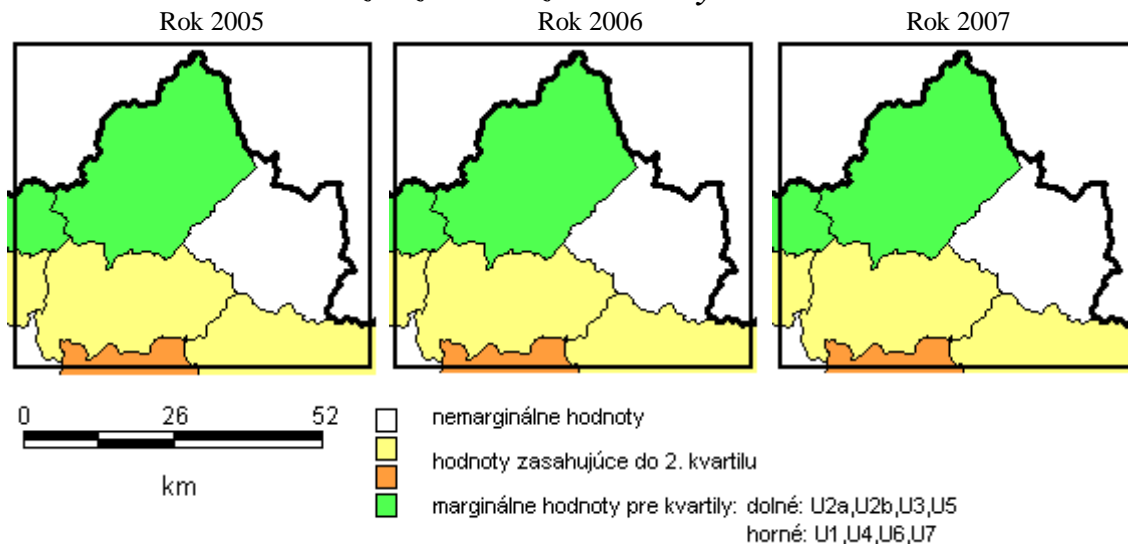 Rok 2005 Rok 2006 Rok 2007
0 26 52
km
nemarginálne hodnoty
hodnoty zasahujúce do 2. kvartilu
marginálne hodnoty pre kvartily: dolné: U2a,U2b,U3,U5
horné: U1,U4,U6,U7